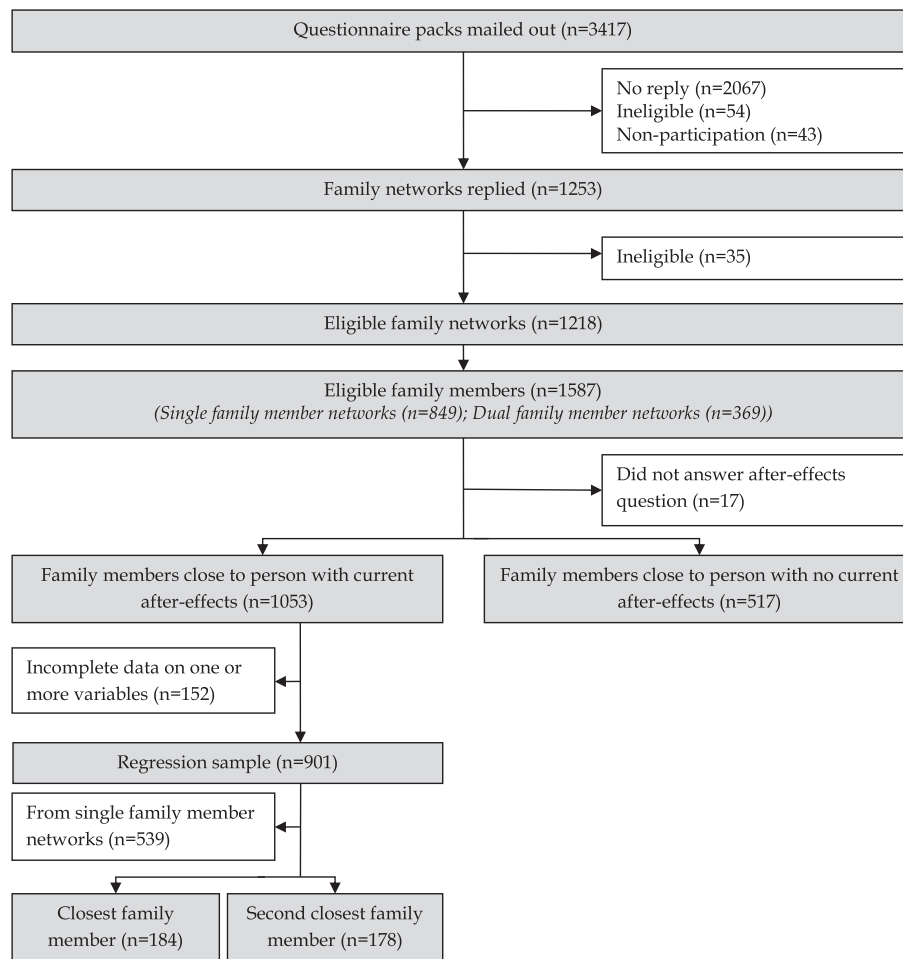 Questionnaire packs mailed out (n=3417)
No reply (n=2067)
Ineligible (n=54)
Non-participation (n=43)
Family networks replied (n=1253)
Ineligible (n=35)
Eligible family networks (n=1218)
Eligible family members (n=1587)
(Single family member networks (n=849); Dual family member networks (n=369))
Did not answer after-effects
question (n=17)
Family members close to person with current
after-effects (n=1053)
Family members close to person with no current
after-effects (n=517)
Incomplete data on one or
more variables (n=152)
Regression sample (n=901)
From single family member
networks (n=539)
Closest family
member (n=184)
Second closest family
member (n=178)